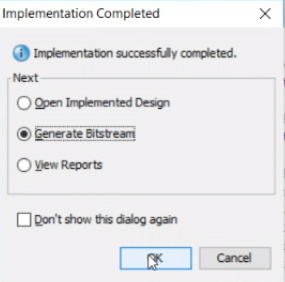 Implementation Completed
Implementation successfully completed.
Next
Open Implemented Design
Generate Bitstream
View Reports
Don't show this dialog again
OK Cancel